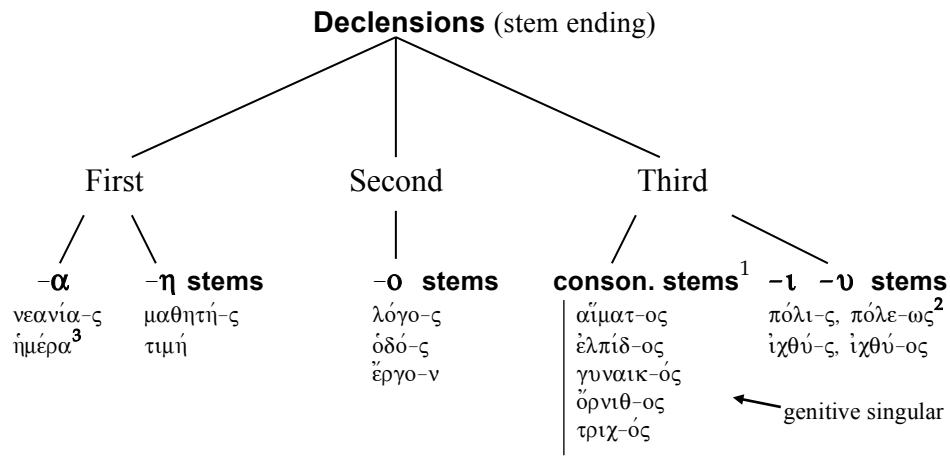 Declensions (stem ending)
First Second Third
-α -η stems -ο stems conson. stems¹ -ι -υ stems
νεανία-ς μαθητή-ς λόγο-ς αἵματ-ος πόλι-ς, πόλε-ως²
ἡμέρα³ τιμή ὁδό-ς ἐλπίδ-ος ἰχθύ-ς, ἰχθύ-ος
ἔργο-ν γυναικ-ός
ὄρνιθ-ος genitive singular
τριχ-ός